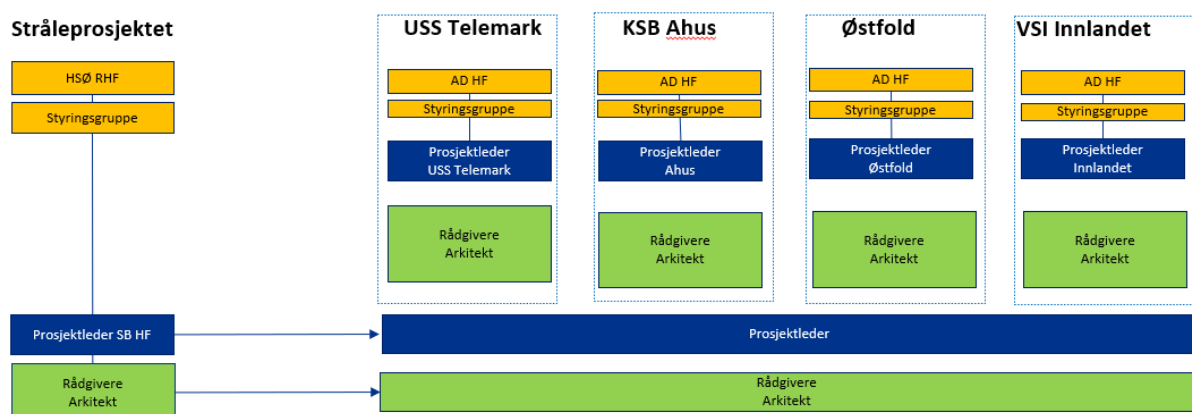 Stråleprosjektet
HSØ RHF
Styringsgruppe
Prosjektleder SB HF
Rådgivere
Arkitekt
USS Telemark
AD HF
Styringsgruppe
Prosjektleder
USS Telemark
Rådgivere
Arkitekt
KSB Ahus
AD HF
Styringsgruppe
Prosjektleder
Ahus
Rådgivere
Arkitekt
Østfold
AD HF
Styringsgruppe
Prosjektleder
Østfold
Rådgivere
Arkitekt
VSI Innlandet
AD HF
Styringsgruppe
Prosjektleder
Innlandet
Rådgivere
Arkitekt
Prosjektleder
Rådgivere
Arkitekt